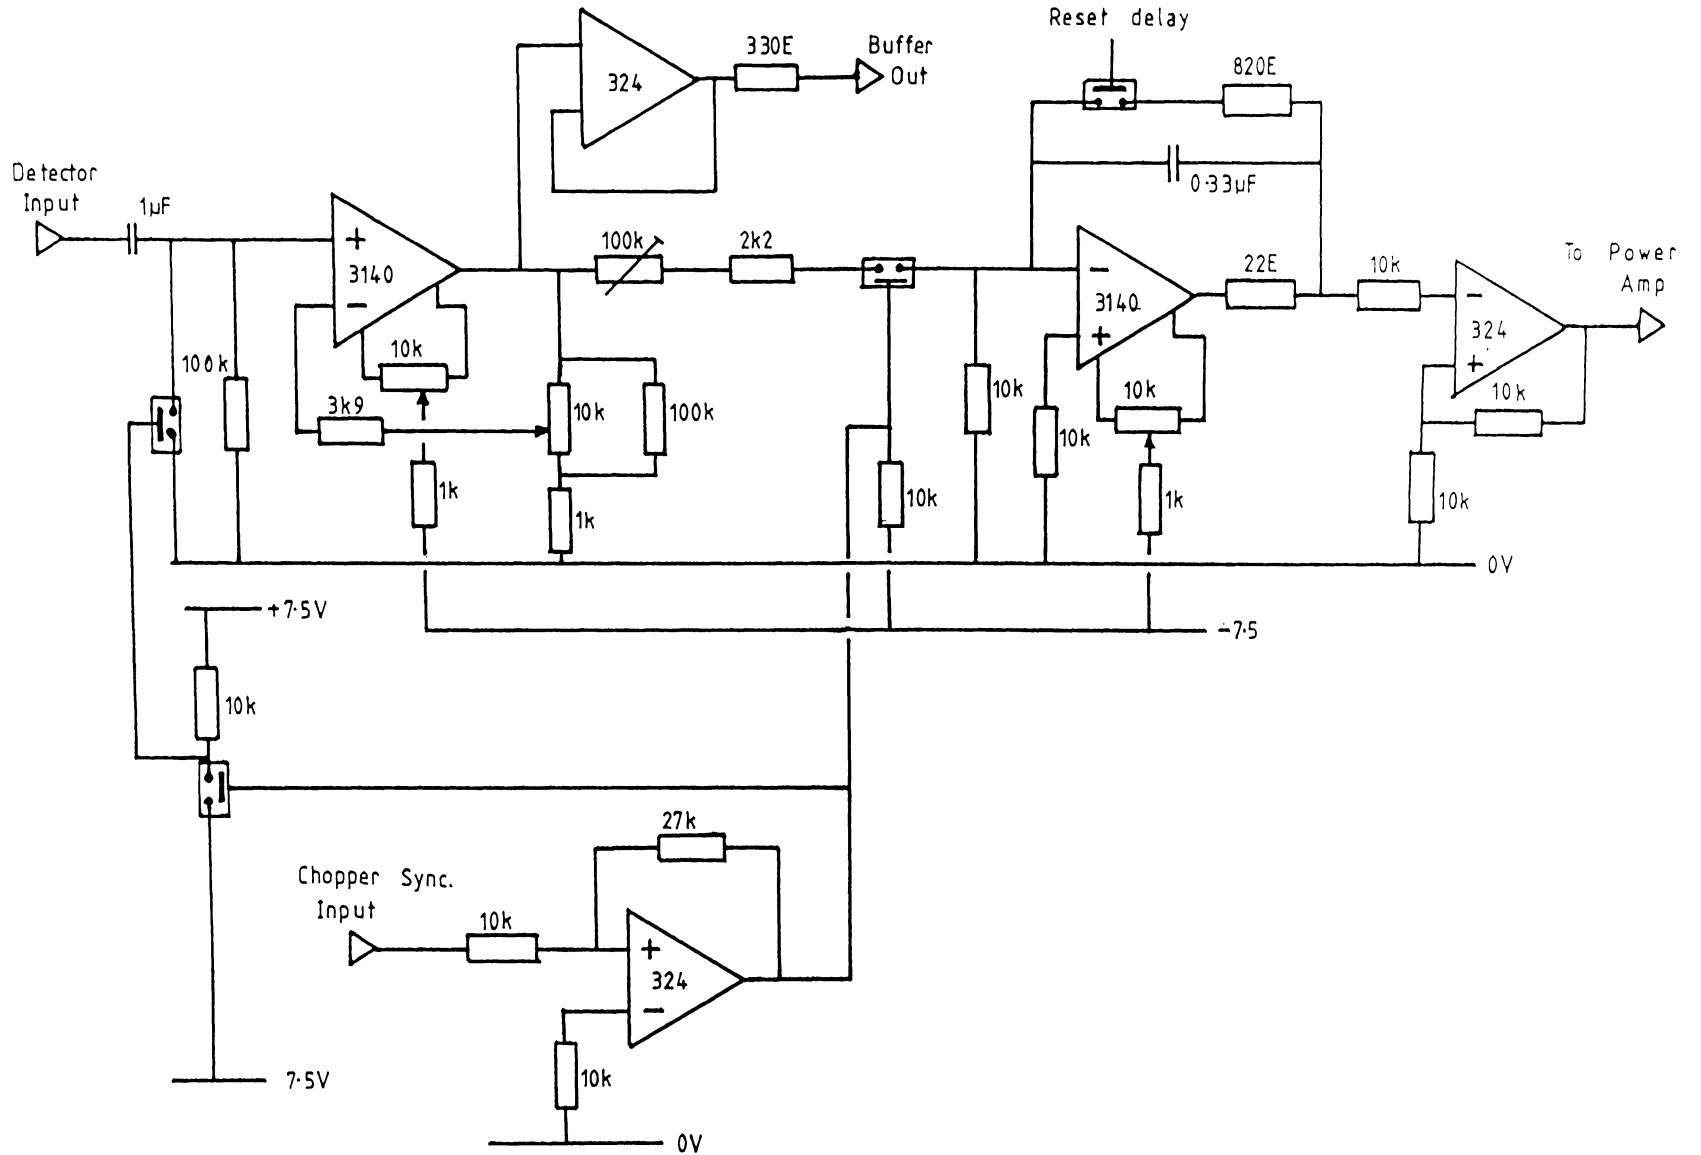 Reset delay
330E
Buffer
Out
324
820E
Detector
Input
1µF
0·33µF
+
3140
−
100k
2k2
−
3140
+
22E
10k
To Power
Amp
−
324
+
10k
10k
100k
10k
3k9
10k
100k
10k
10k
10k
1k
1k
10k
1k
10k
0V
+7·5V
−7·5
10k
27k
Chopper Sync.
Input
10k
+
324
−
10k
7·5V
0V